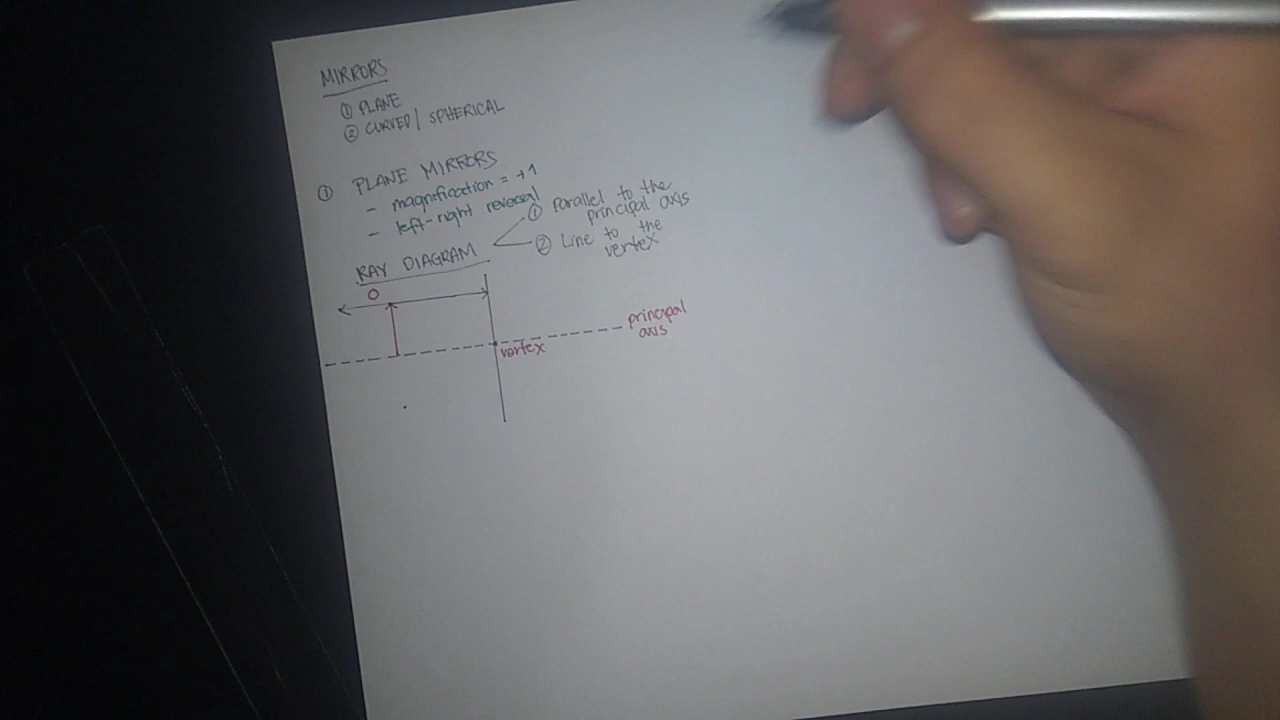 MIRRORS
① PLANE
② CURVED / SPHERICAL
① PLANE MIRRORS
- magnification = +1
- left-right reversal
RAY DIAGRAM
① Parallel to the
principal axis
② Line to the
vertex
O
principal
axis
vertex